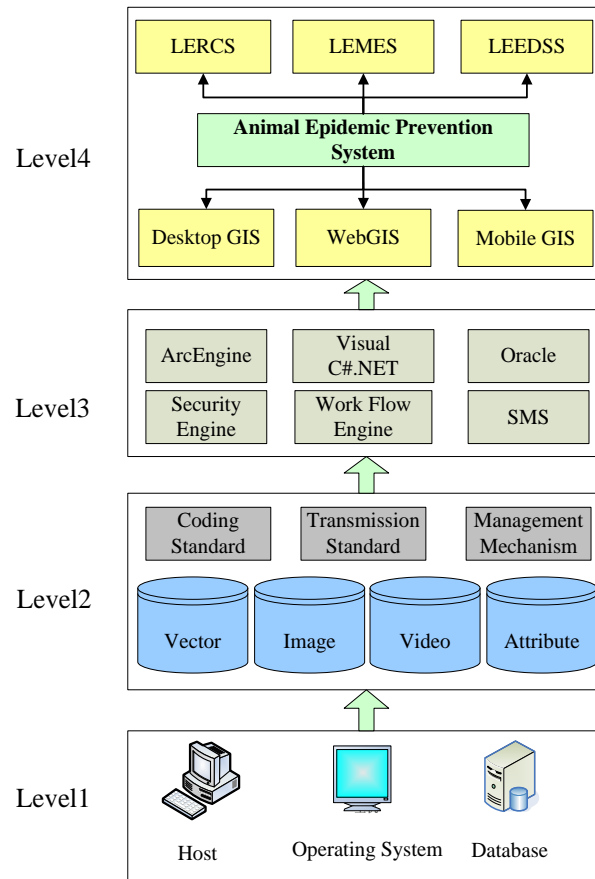 LERCS LEMES LEEDSS
Animal Epidemic Prevention
System
Level4
Desktop GIS WebGIS Mobile GIS
ArcEngine
Visual
C#.NET
Oracle
Level3
Security
Engine
Work Flow
Engine
SMS
Coding
Standard
Transmission
Standard
Management
Mechanism
Level2
Vector Image Video Attribute
Level1
Host Operating System Database